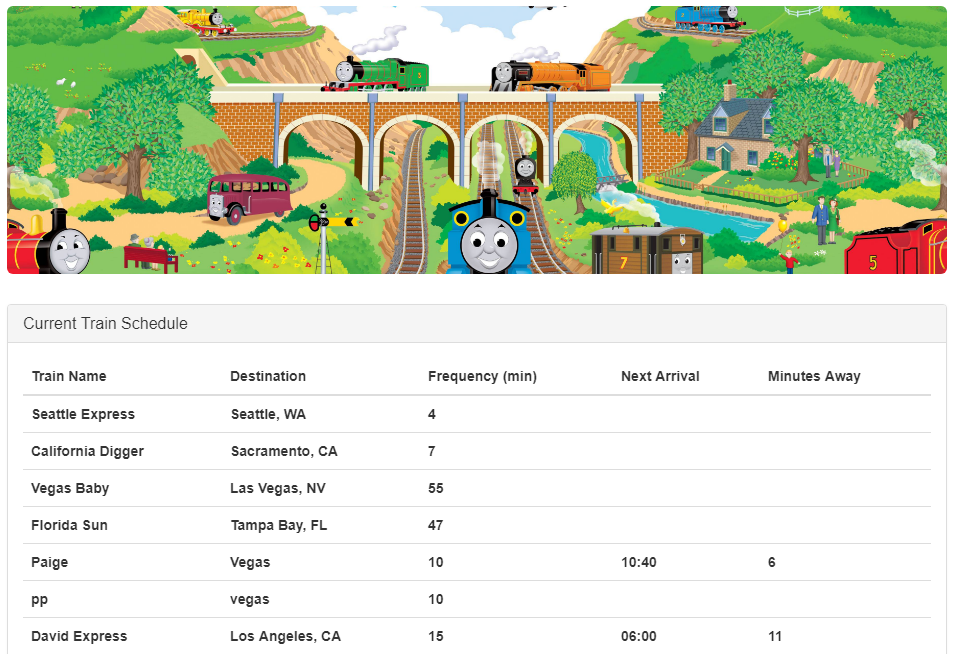 7
5
Current Train Schedule
Train Name Destination Frequency (min) Next Arrival Minutes Away
Seattle Express Seattle, WA 4
California Digger Sacramento, CA 7
Vegas Baby Las Vegas, NV 55
Florida Sun Tampa Bay, FL 47
Paige Vegas 10 10:40 6
pp vegas 10
David Express Los Angeles, CA 15 06:00 11